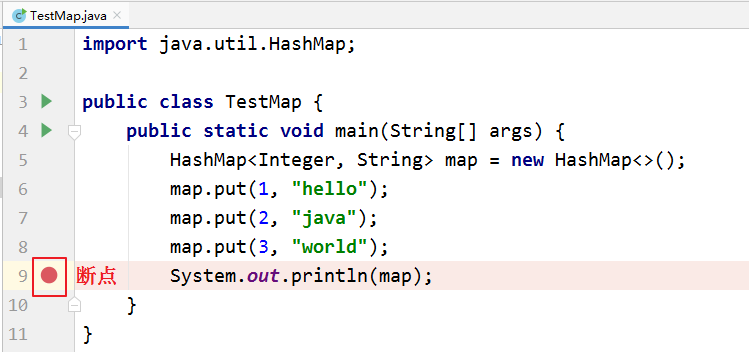 TestMap.java ×
1 import java.util.HashMap;
2
3 public class TestMap {
4 public static void main(String[] args) {
5 HashMap<Integer, String> map = new HashMap<>();
6 map.put(1, "hello");
7 map.put(2, "java");
8 map.put(3, "world");
9 断点 System.out.println(map);
10 }
11 }